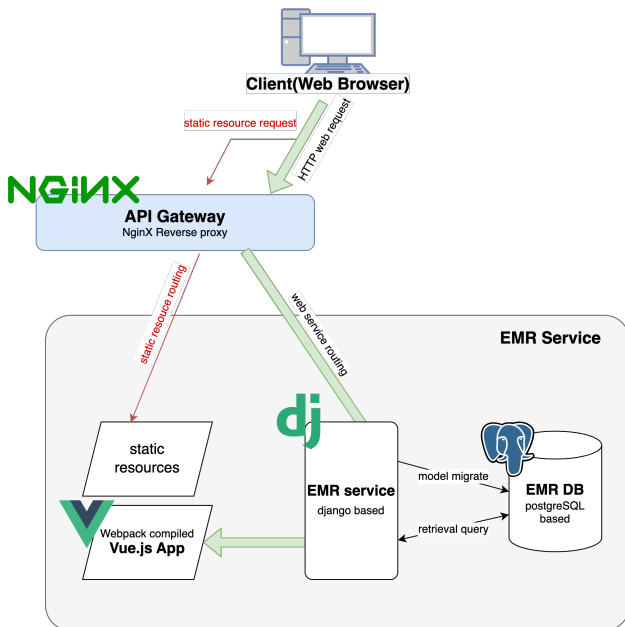 Client(Web Browser)
static resource request
HTTP web request
NGiNX
API Gateway
NginX Reverse proxy
static resouce routing
web service routing
EMR Service
dj
static
resources
EMR service
django based
model migrate
retrieval query
EMR DB
postgreSQL
based
Webpack compiled
Vue.js App